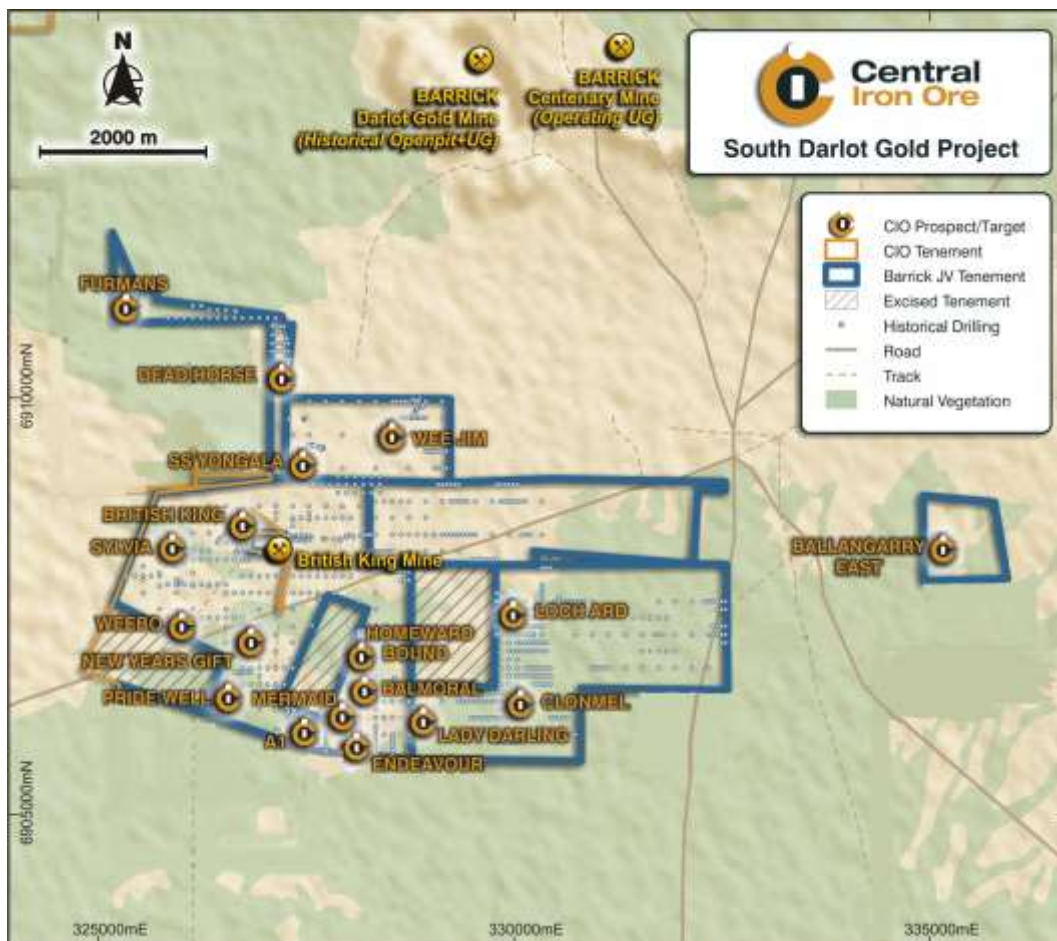 N
2000 m
BARRICK
Darlot Gold Mine
(Historical Openpit+UG)
BARRICK
Centenary Mine
(Operating UG)
Central
Iron Ore
South Darlot Gold Project
CIO Prospect/Target
CIO Tenement
Barrick JV Tenement
Excised Tenement
Historical Drilling
Road
Track
Natural Vegetation
FURMANS
DEAD HORSE
WEE JIM
SS YONGALA
BRITISH KING
SYLVIA
British King Mine
BALLANGARRY
EAST
WEEBO
LOCH ARD
HOMEWARD
BOUND
NEW YEARS GIFT
PRIDE WELL
MERMAID
BALMORAL
CLONMEL
A1
LADY DARLING
ENDEAVOUR
6910000mN
6905000mN
325000mE
330000mE
335000mE